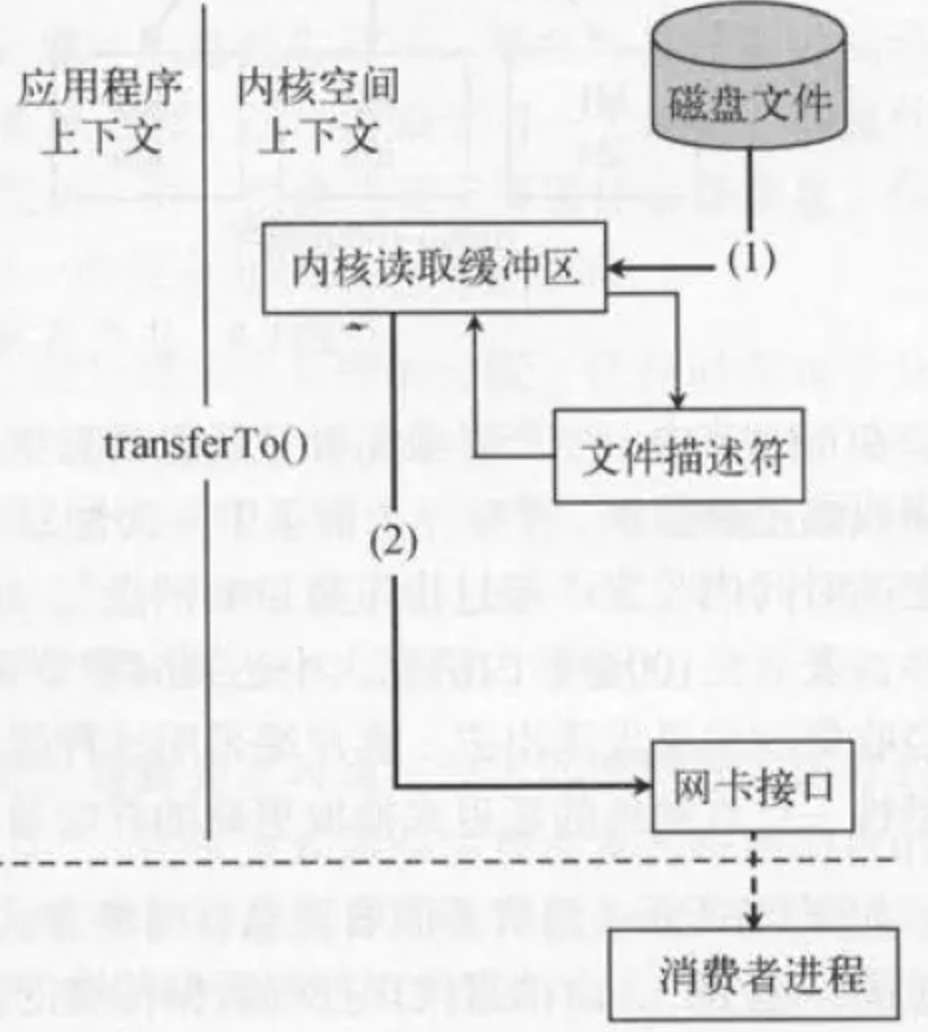 应用程序
上下文
内核空间
上下文
磁盘文件
内核读取缓冲区
(1)
transferTo()
文件描述符
(2)
网卡接口
消费者进程